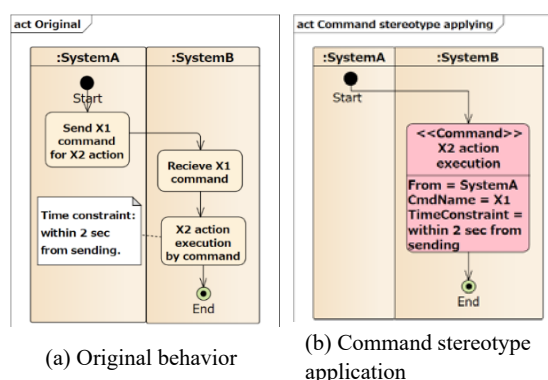 act Original
:SystemA
:SystemB
Start
Send X1
command
for X2 action
Recieve X1
command
Time constraint:
within 2 sec
from sending.
X2 action
execution
by command
End
(a) Original behavior
act Command stereotype applying
:SystemA
:SystemB
Start
<<Command>>
X2 action
execution
From = SystemA
CmdName = X1
TimeConstraint =
within 2 sec from
sending
End
(b) Command stereotype
application